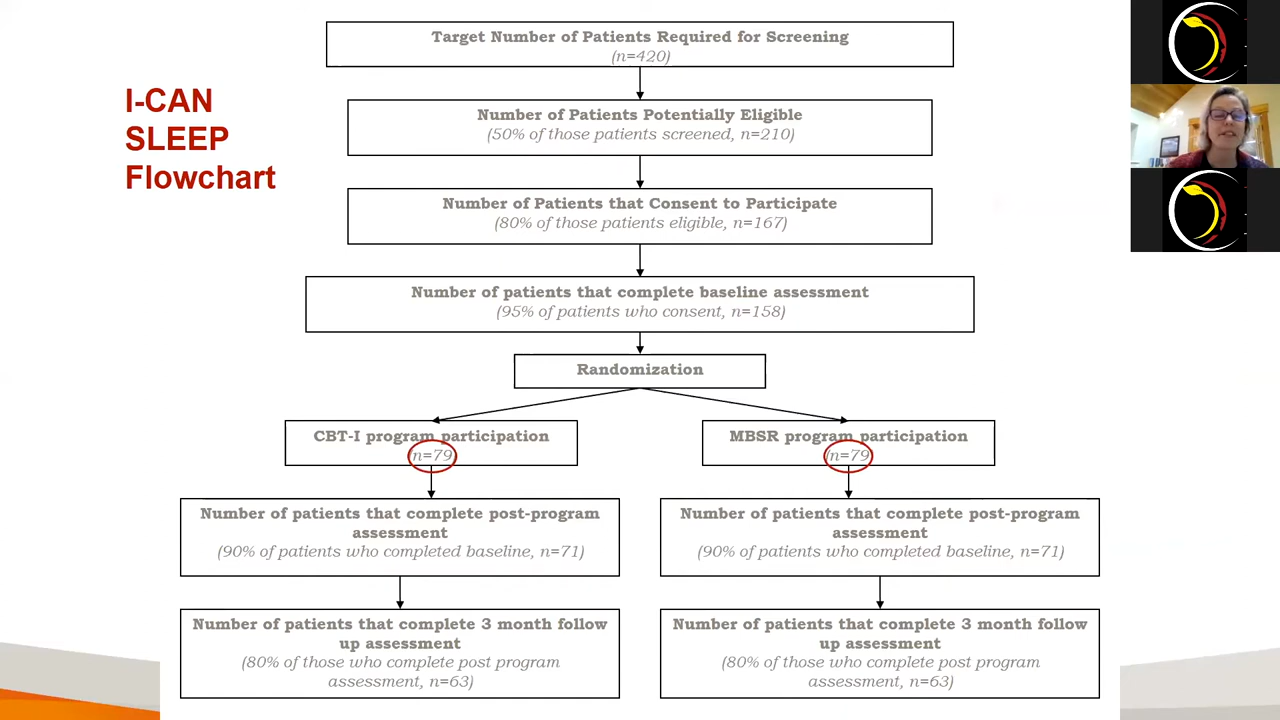 I-CAN
SLEEP
Flowchart
Target Number of Patients Required for Screening
(n=420)
Number of Patients Potentially Eligible
(50% of those patients screened, n=210)
Number of Patients that Consent to Participate
(80% of those patients eligible, n=167)
Number of patients that complete baseline assessment
(95% of patients who consent, n=158)
Randomization
CBT-I program participation
(n=79)
MBSR program participation
(n=79)
Number of patients that complete post-program
assessment
(90% of patients who completed baseline, n=71)
Number of patients that complete post-program
assessment
(90% of patients who completed baseline, n=71)
Number of patients that complete 3 month follow
up assessment
(80% of those who complete post program
assessment, n=63)
Number of patients that complete 3 month follow
up assessment
(80% of those who complete post program
assessment, n=63)